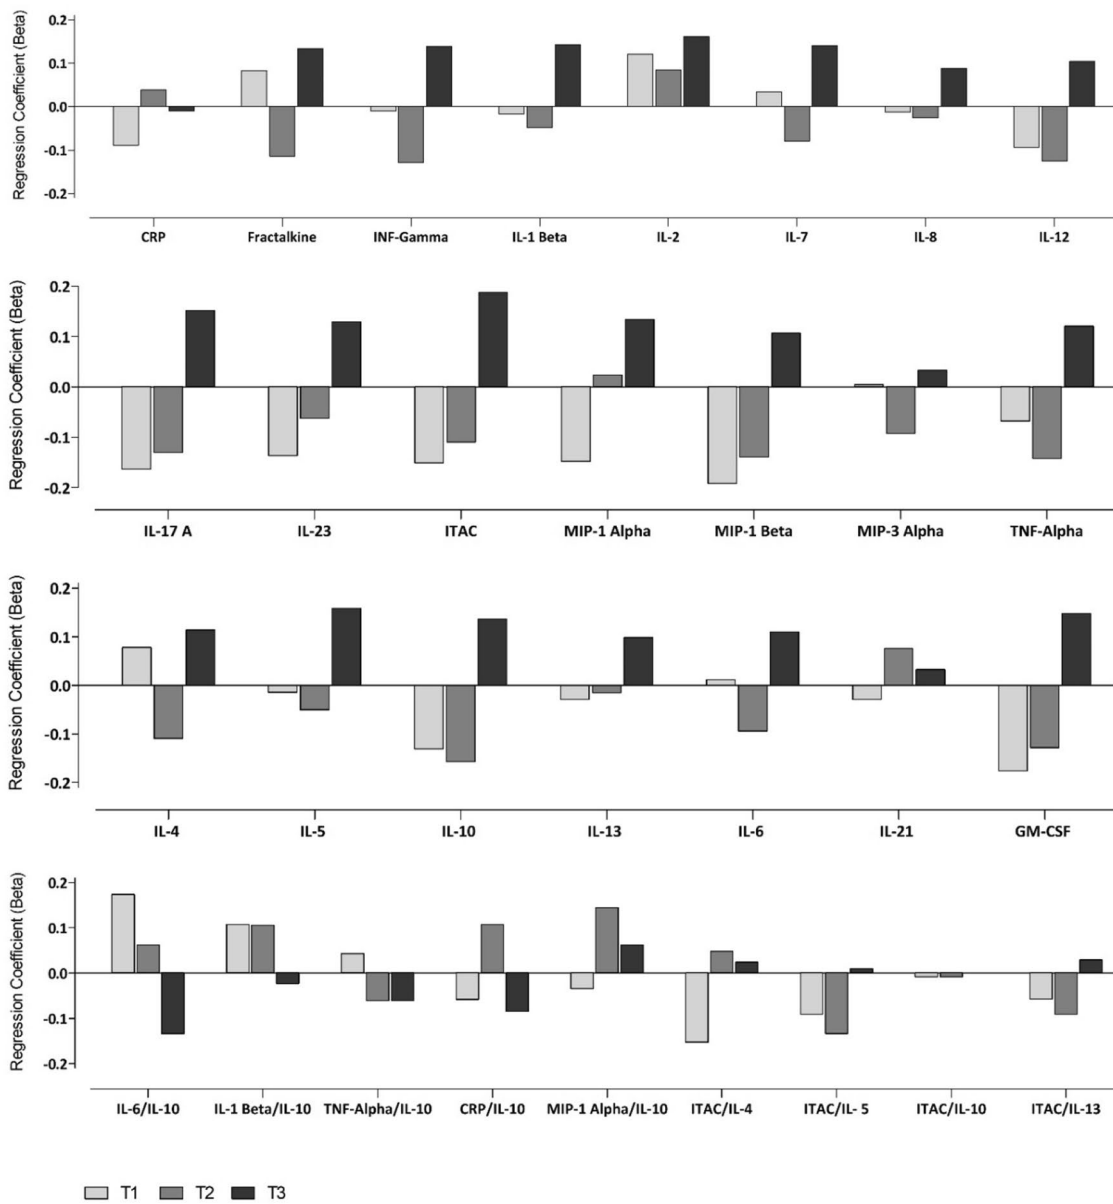 Regression Coefficient (Beta)
0.2
0.1
0.0
-0.1
-0.2
CRP Fractalkine INF-Gamma IL-1 Beta IL-2 IL-7 IL-8 IL-12
Regression Coefficient (Beta)
0.2
0.1
0.0
-0.1
-0.2
IL-17 A IL-23 ITAC MIP-1 Alpha MIP-1 Beta MIP-3 Alpha TNF-Alpha
Regression Coefficient (Beta)
0.2
0.1
0.0
-0.1
-0.2
IL-4 IL-5 IL-10 IL-13 IL-6 IL-21 GM-CSF
Regression Coefficient (Beta)
0.2
0.1
0.0
-0.1
-0.2
IL-6/IL-10 IL-1 Beta/IL-10 TNF-Alpha/IL-10 CRP/IL-10 MIP-1 Alpha/IL-10 ITAC/IL-4 ITAC/IL- 5 ITAC/IL-10 ITAC/IL-13
T1 T2 T3